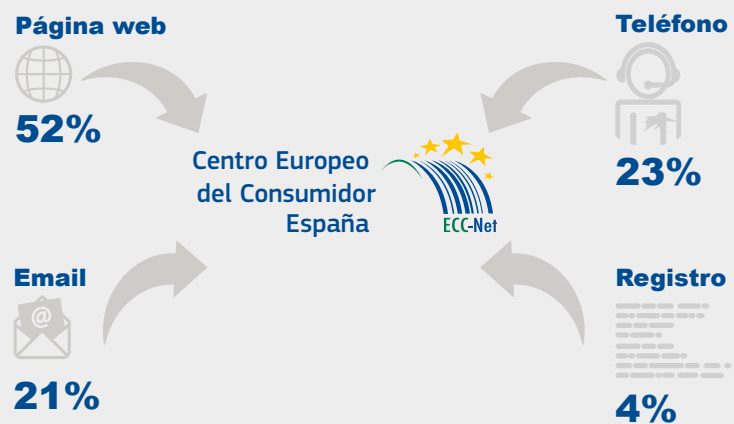 Página web
52%
Teléfono
23%
Centro Europeo
del Consumidor
España
ECC-Net
Email
@
21%
Registro
4%